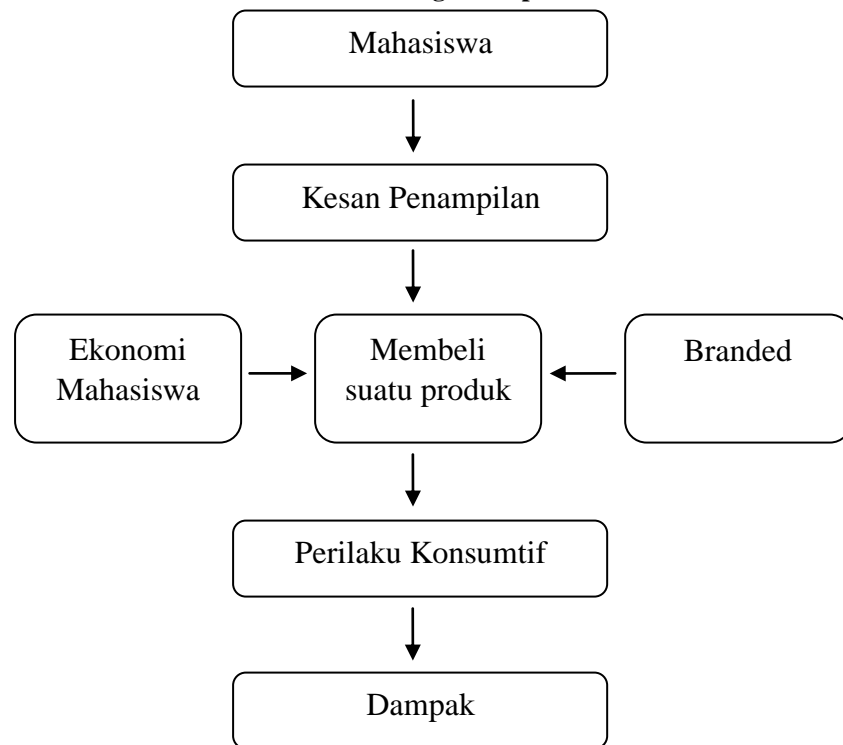 Mahasiswa
Kesan Penampilan
Ekonomi
Mahasiswa
Membeli
suatu produk
Branded
Perilaku Konsumtif
Dampak